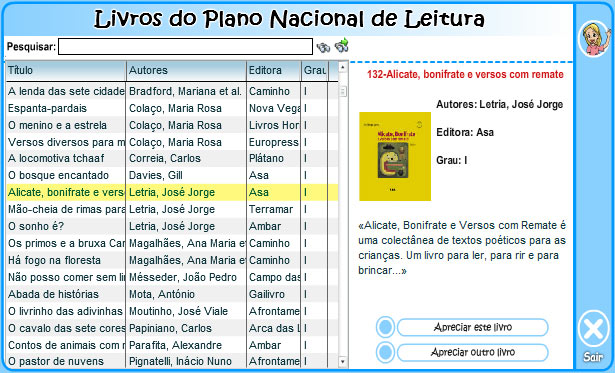 Livros do Plano Nacional de Leitura
Pesquisar:
Título Autores Editora Grau
A lenda das sete cidade Bradford, Mariana et al. Caminho I
Espanta-pardais Colaço, Maria Rosa Nova Vega I
O menino e a estrela Colaço, Maria Rosa Livros Hor I
Versos diversos para m Colaço, Maria Rosa Europress I
A locomotiva tchaaf Correia, Carlos Plátano I
O bosque encantado Davies, Gill Asa I
Alicate, bonifrate e verso Letria, José Jorge Asa I
Mão-cheia de rimas para Letria, José Jorge Terramar I
O sonho é? Letria, José Jorge Ambar I
Os primos e a bruxa Car Magalhães, Ana Maria et Caminho I
Há fogo na floresta Magalhães, Ana Maria et Caminho I
Não posso comer sem lin Mésseder, João Pedro Campo das I
Abada de histórias Mota, António Gailivro I
O livrinho das adivinhas Moutinho, José Viale Afrontame I
O cavalo das sete cores Papiniano, Carlos Arca das L I
Contos de animais com m Parafita, Alexandre Ambar I
O pastor de nuvens Pignatelli, Inácio Nuno Afrontame I
132-Alicate, bonifrate e versos com remate
Autores: Letria, José Jorge
Editora: Asa
Grau: I
Alicate, Bonifrate
«Alicate, Bonifrate e Versos com Remate é
uma colectânea de textos poéticos para as
crianças. Um livro para ler, para rir e para
brincar...»
Apreciar este livro
Apreciar outro livro
Sair